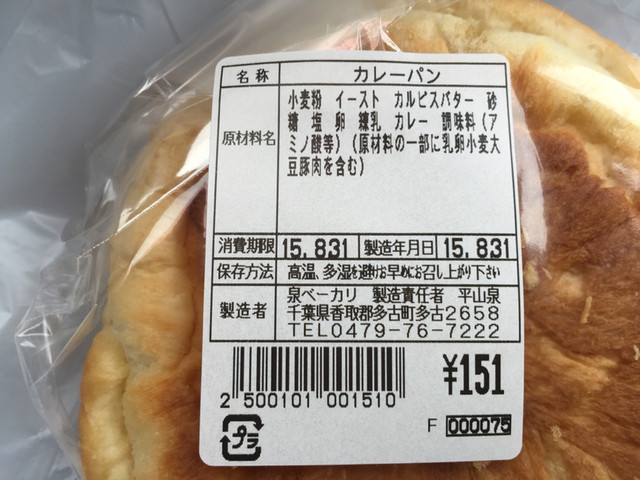 名称 カレーパン
原材料名 小麦粉 イースト カルピスバター 砂
糖 塩 卵 練乳 カレー 調味料(ア
ミノ酸等)(原材料の一部に乳卵小麦大
豆豚肉を含む)
消費期限 15.8.31 製造年月日 15.8.31
保存方法 高温、多湿を避けお早めにお召し上がり下さい
製造者 泉ベーカリ 製造責任者 平山泉
千葉県香取郡多古町多古2658
TEL0479-76-7222
¥151
2 500101 001510
プラ
F 000075